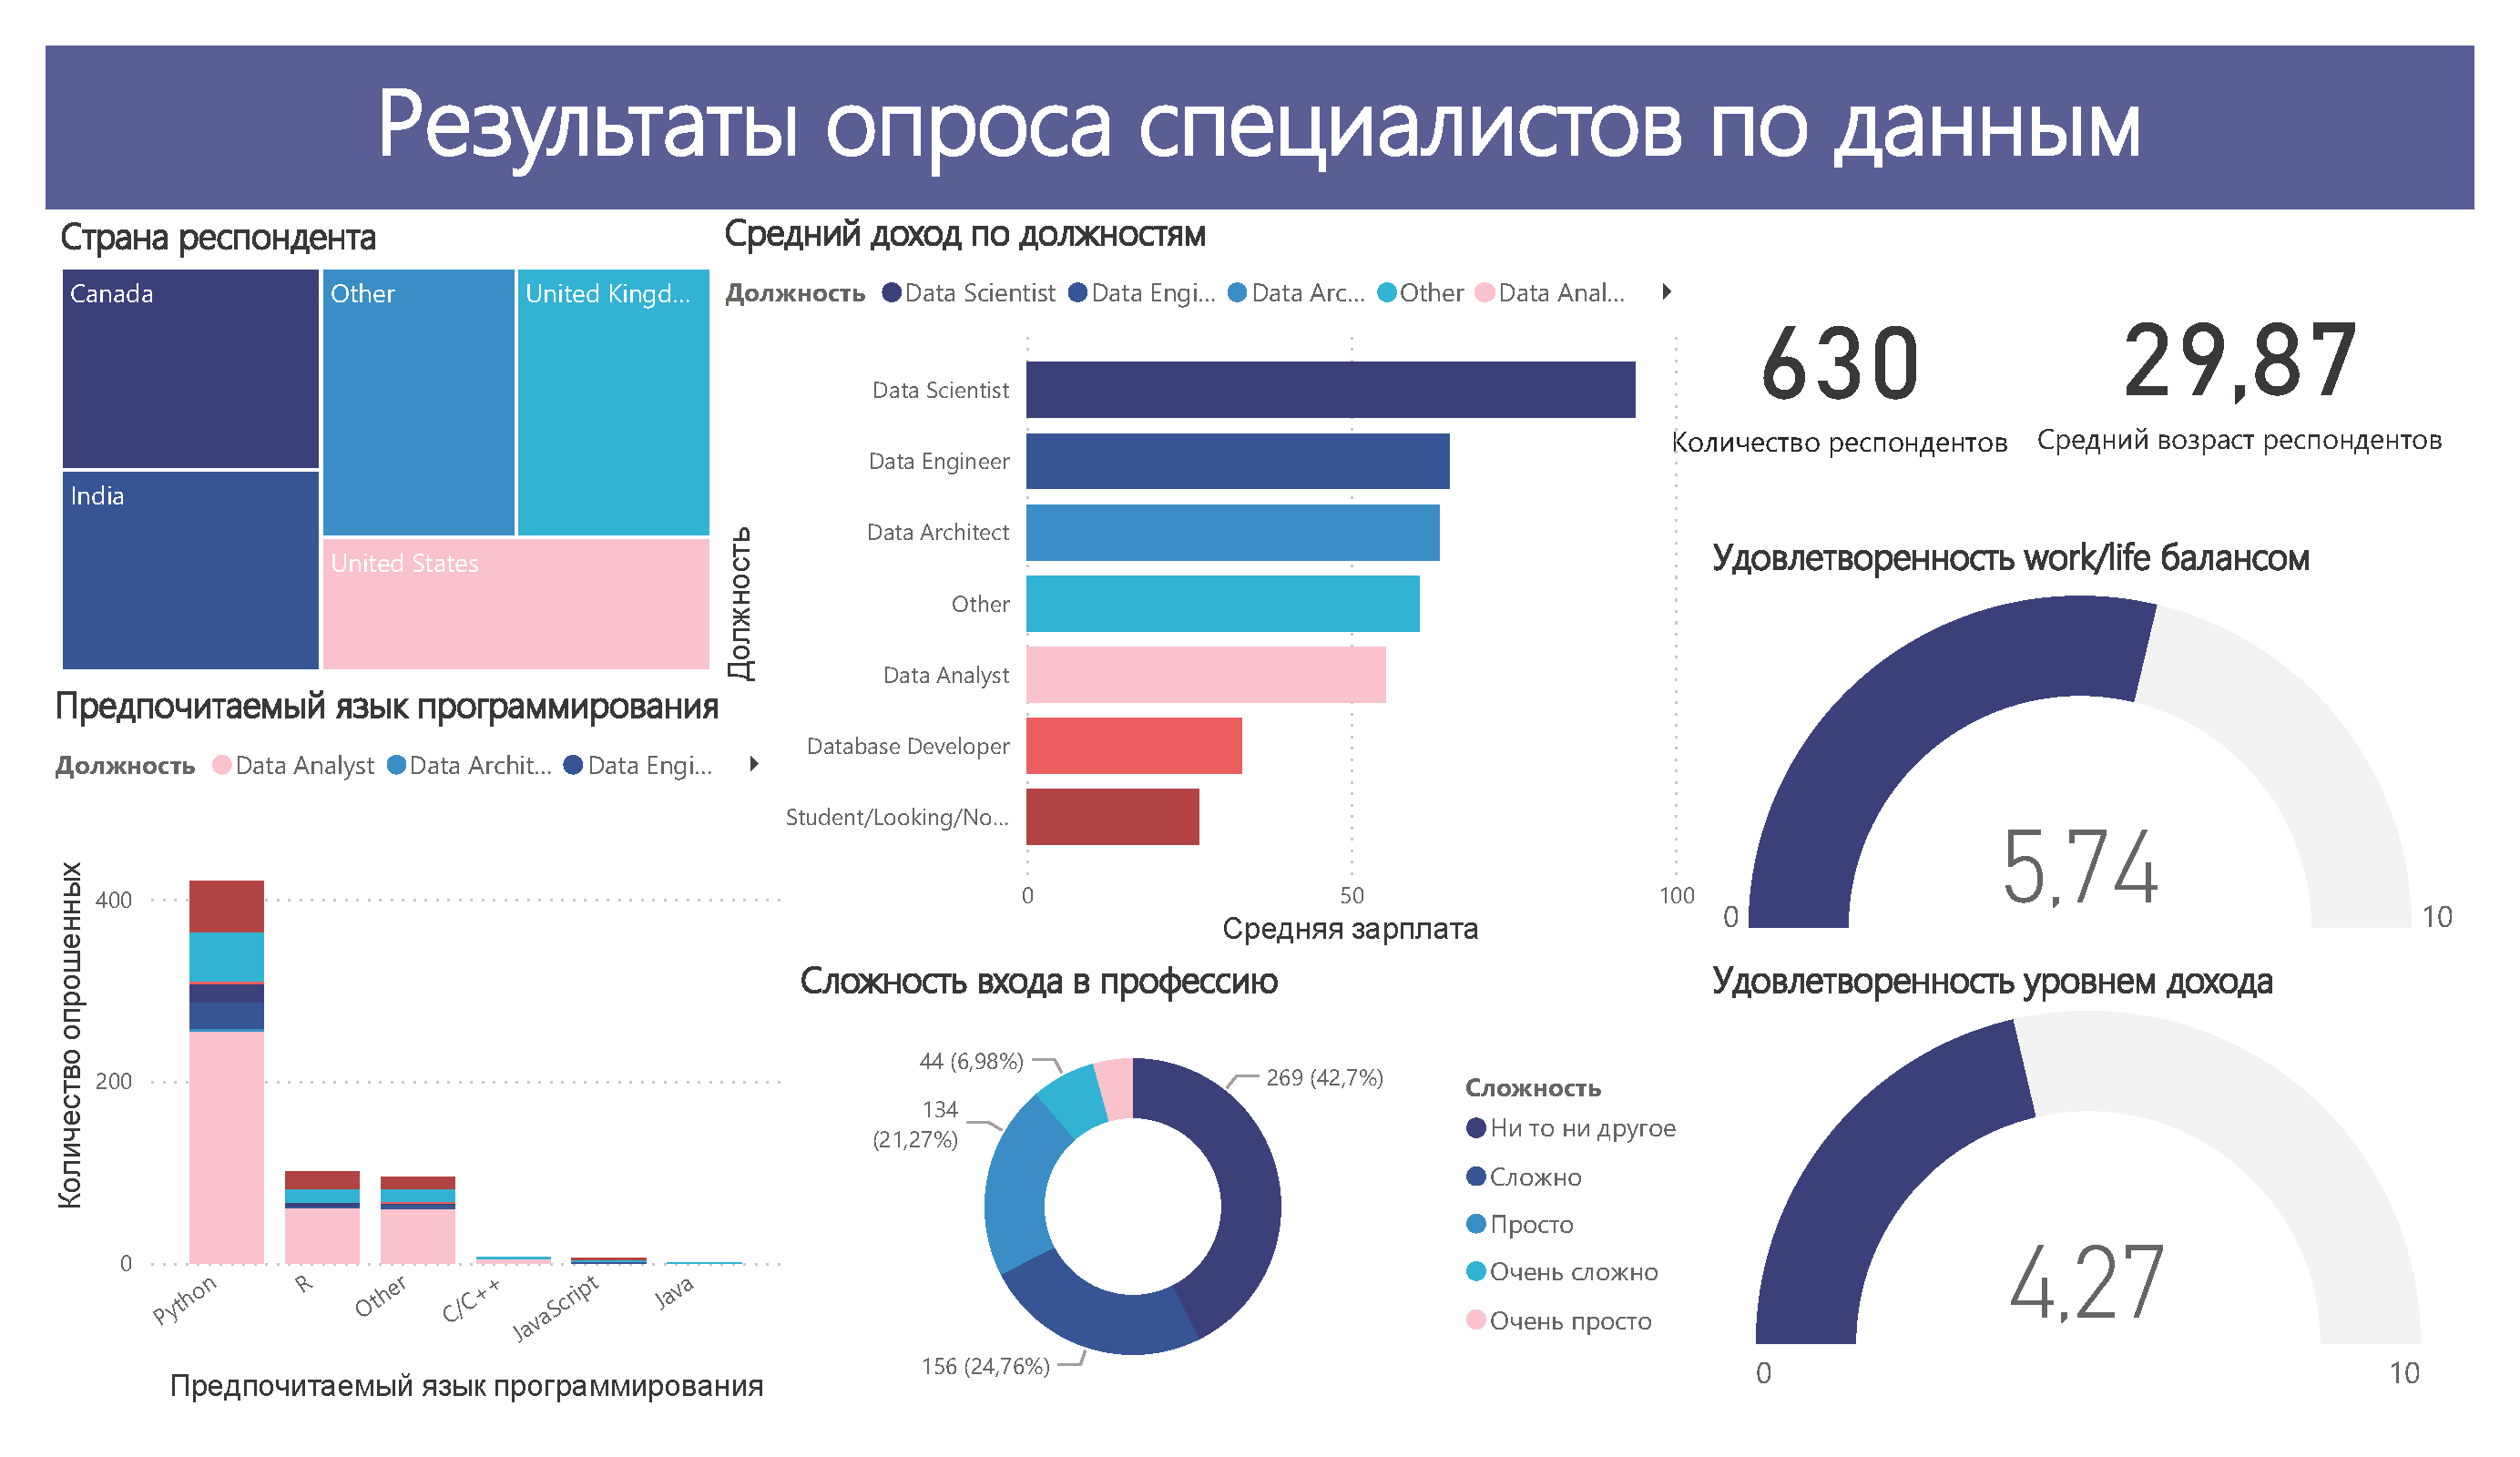 Результаты опроса специалистов по данным
Страна респондента
Canada
Other
United Kingd...
India
United States
Средний доход по должностям
Должность Data Scientist Data Engi... Data Arc... Other Data Anal...
Должность
Data Scientist
Data Engineer
Data Architect
Other
Data Analyst
Database Developer
Student/Looking/No...
0 50 100
Средняя зарплата
630
Количество респондентов
29,87
Средний возраст респондентов
Удовлетворенность work/life балансом
5,74
0 10
Предпочитаемый язык программирования
Должность Data Analyst Data Archit... Data Engi...
Количество опрошенных
400
200
0
Python R Other C/C++ JavaScript Java
Предпочитаемый язык программирования
Сложность входа в профессию
44 (6,98%)
269 (42,7%)
134
(21,27%)
156 (24,76%)
Сложность
Ни то ни другое
Сложно
Просто
Очень сложно
Очень просто
Удовлетворенность уровнем дохода
4,27
0 10